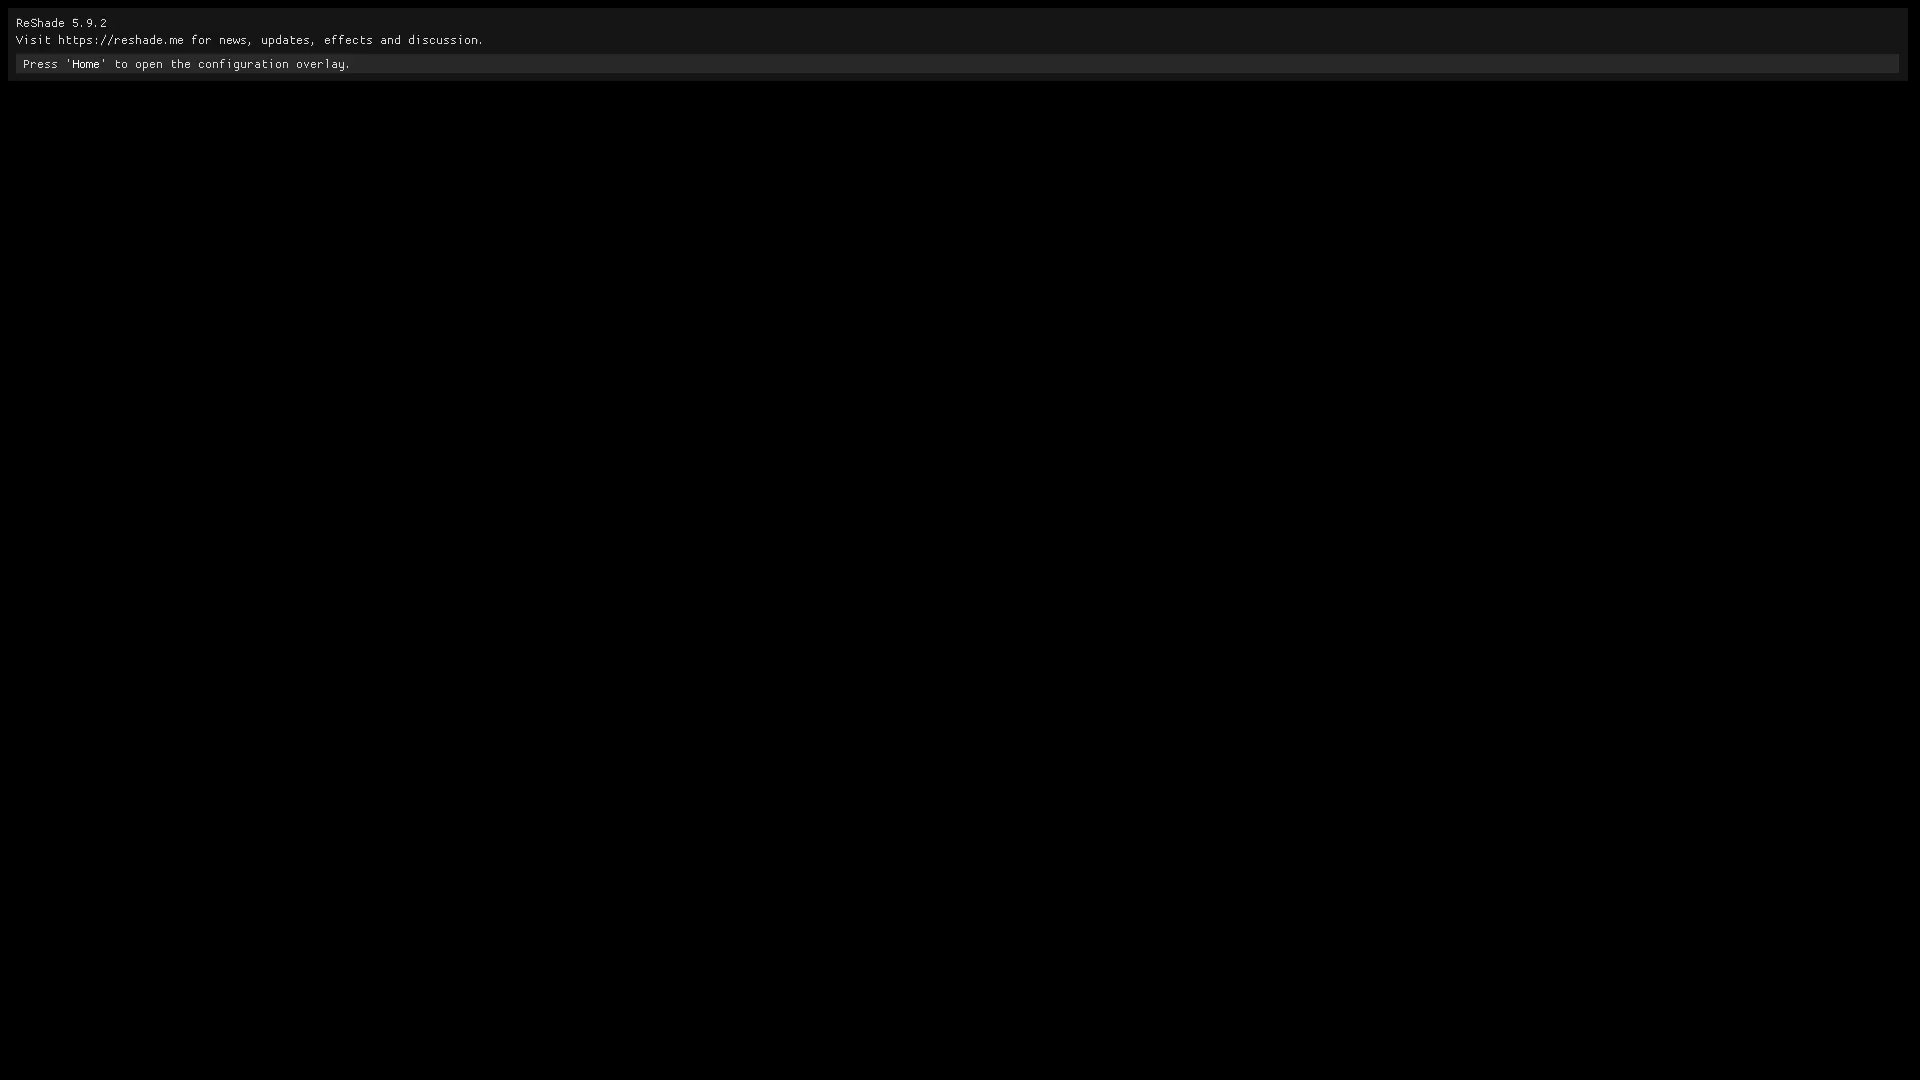 ReShade 5.9.2
Visit https://reshade.me for news, updates, effects and discussion.
Press 'Home' to open the configuration overlay.